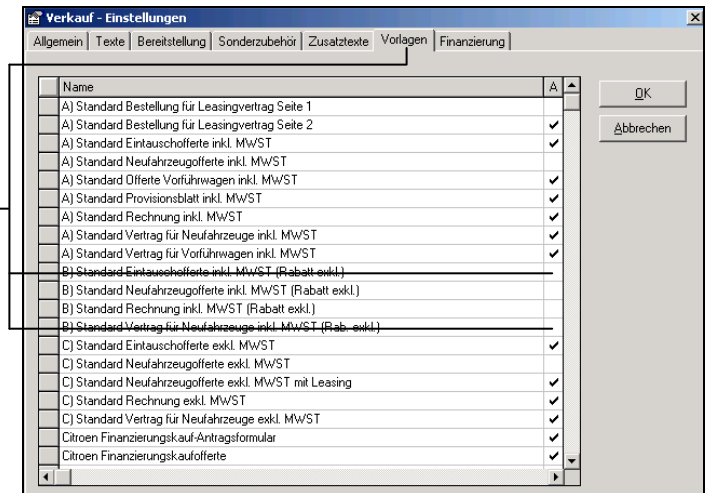 Verkauf - Einstellungen
Allgemein Texte Bereitstellung Sonderzubehör Zusatztexte Vorlagen Finanzierung
Name A
OK
Abbrechen
A) Standard Bestellung für Leasingvertrag Seite 1
A) Standard Bestellung für Leasingvertrag Seite 2
A) Standard Eintauschofferte inkl. MWST
A) Standard Neufahrzeugofferte inkl. MWST
A) Standard Offerte Vorführwagen inkl. MWST
A) Standard Provisionsblatt inkl. MWST
A) Standard Rechnung inkl. MWST
A) Standard Vertrag für Neufahrzeuge inkl. MWST
A) Standard Vertrag für Vorführwagen inkl. MWST
B) Standard Eintauschofferte inkl. MWST (Rabatt exkl.)
B) Standard Neufahrzeugofferte inkl. MWST (Rabatt exkl.)
B) Standard Rechnung inkl. MWST (Rabatt exkl.)
B) Standard Vertrag für Neufahrzeuge inkl. MWST (Rab. exkl.)
C) Standard Eintauschofferte exkl. MWST
C) Standard Neufahrzeugofferte exkl. MWST
C) Standard Neufahrzeugofferte exkl. MWST mit Leasing
C) Standard Rechnung exkl. MWST
C) Standard Vertrag für Neufahrzeuge exkl. MWST
Citroen Finanzierungskauf-Antragsformular
Citroen Finanzierungskaufofferte